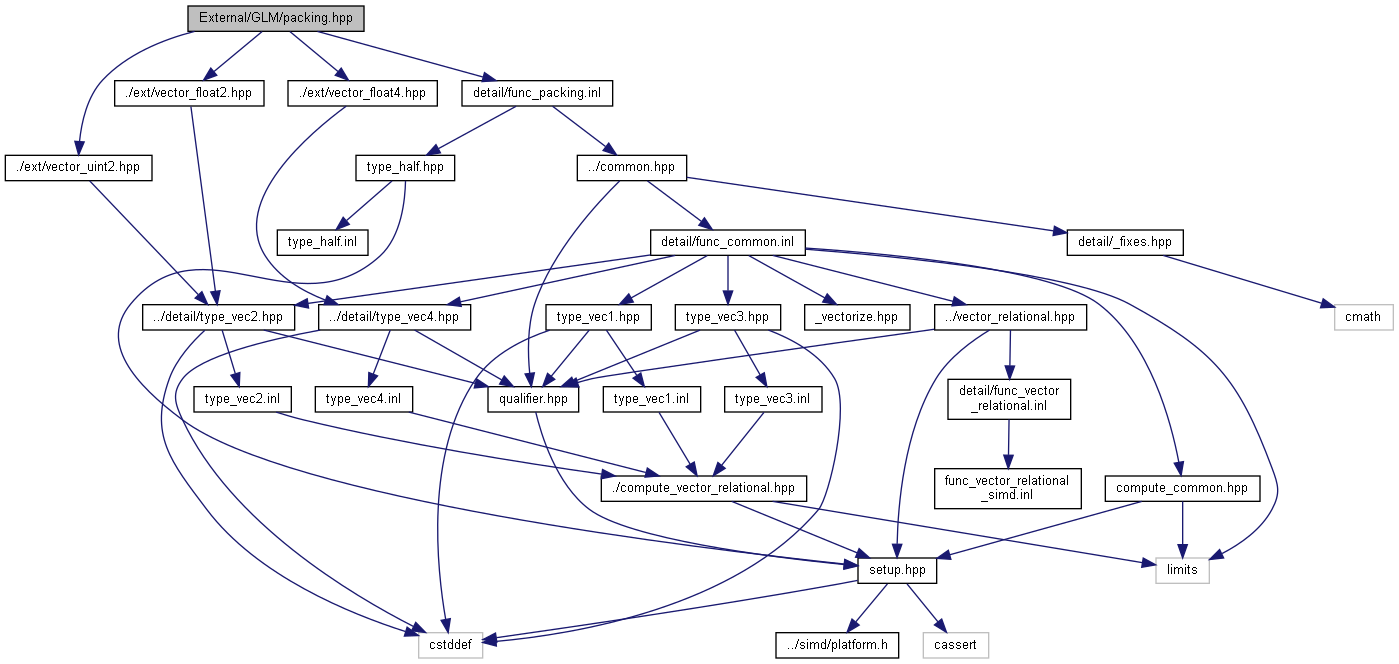 External/GLM/packing.hpp
./ext/vector_float2.hpp
./ext/vector_float4.hpp
detail/func_packing.inl
./ext/vector_uint2.hpp
type_half.hpp
../common.hpp
type_half.inl
detail/func_common.inl
detail/_fixes.hpp
../detail/type_vec2.hpp
../detail/type_vec4.hpp
type_vec1.hpp
type_vec3.hpp
_vectorize.hpp
../vector_relational.hpp
cmath
type_vec2.inl
type_vec4.inl
qualifier.hpp
type_vec1.inl
type_vec3.inl
detail/func_vector
_relational.inl
./compute_vector_relational.hpp
func_vector_relational
_simd.inl
compute_common.hpp
setup.hpp
limits
cstddef
../simd/platform.h
cassert